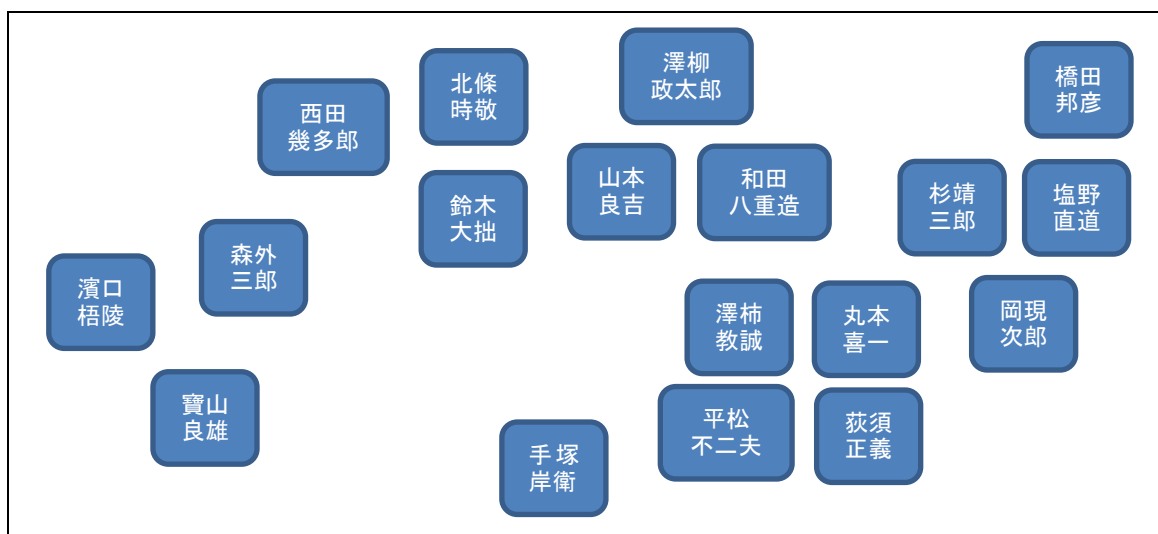 澤柳
政太郎
橋田
邦彦
北條
時敬
西田
幾多郎
山本
良吉
和田
八重造
杉靖
三郎
塩野
直道
鈴木
大拙
森外
三郎
濱口
梧陵
岡現
次郎
澤柿
教誠
丸本
喜一
寶山
良雄
平松
不二夫
荻須
正義
手塚
岸衛